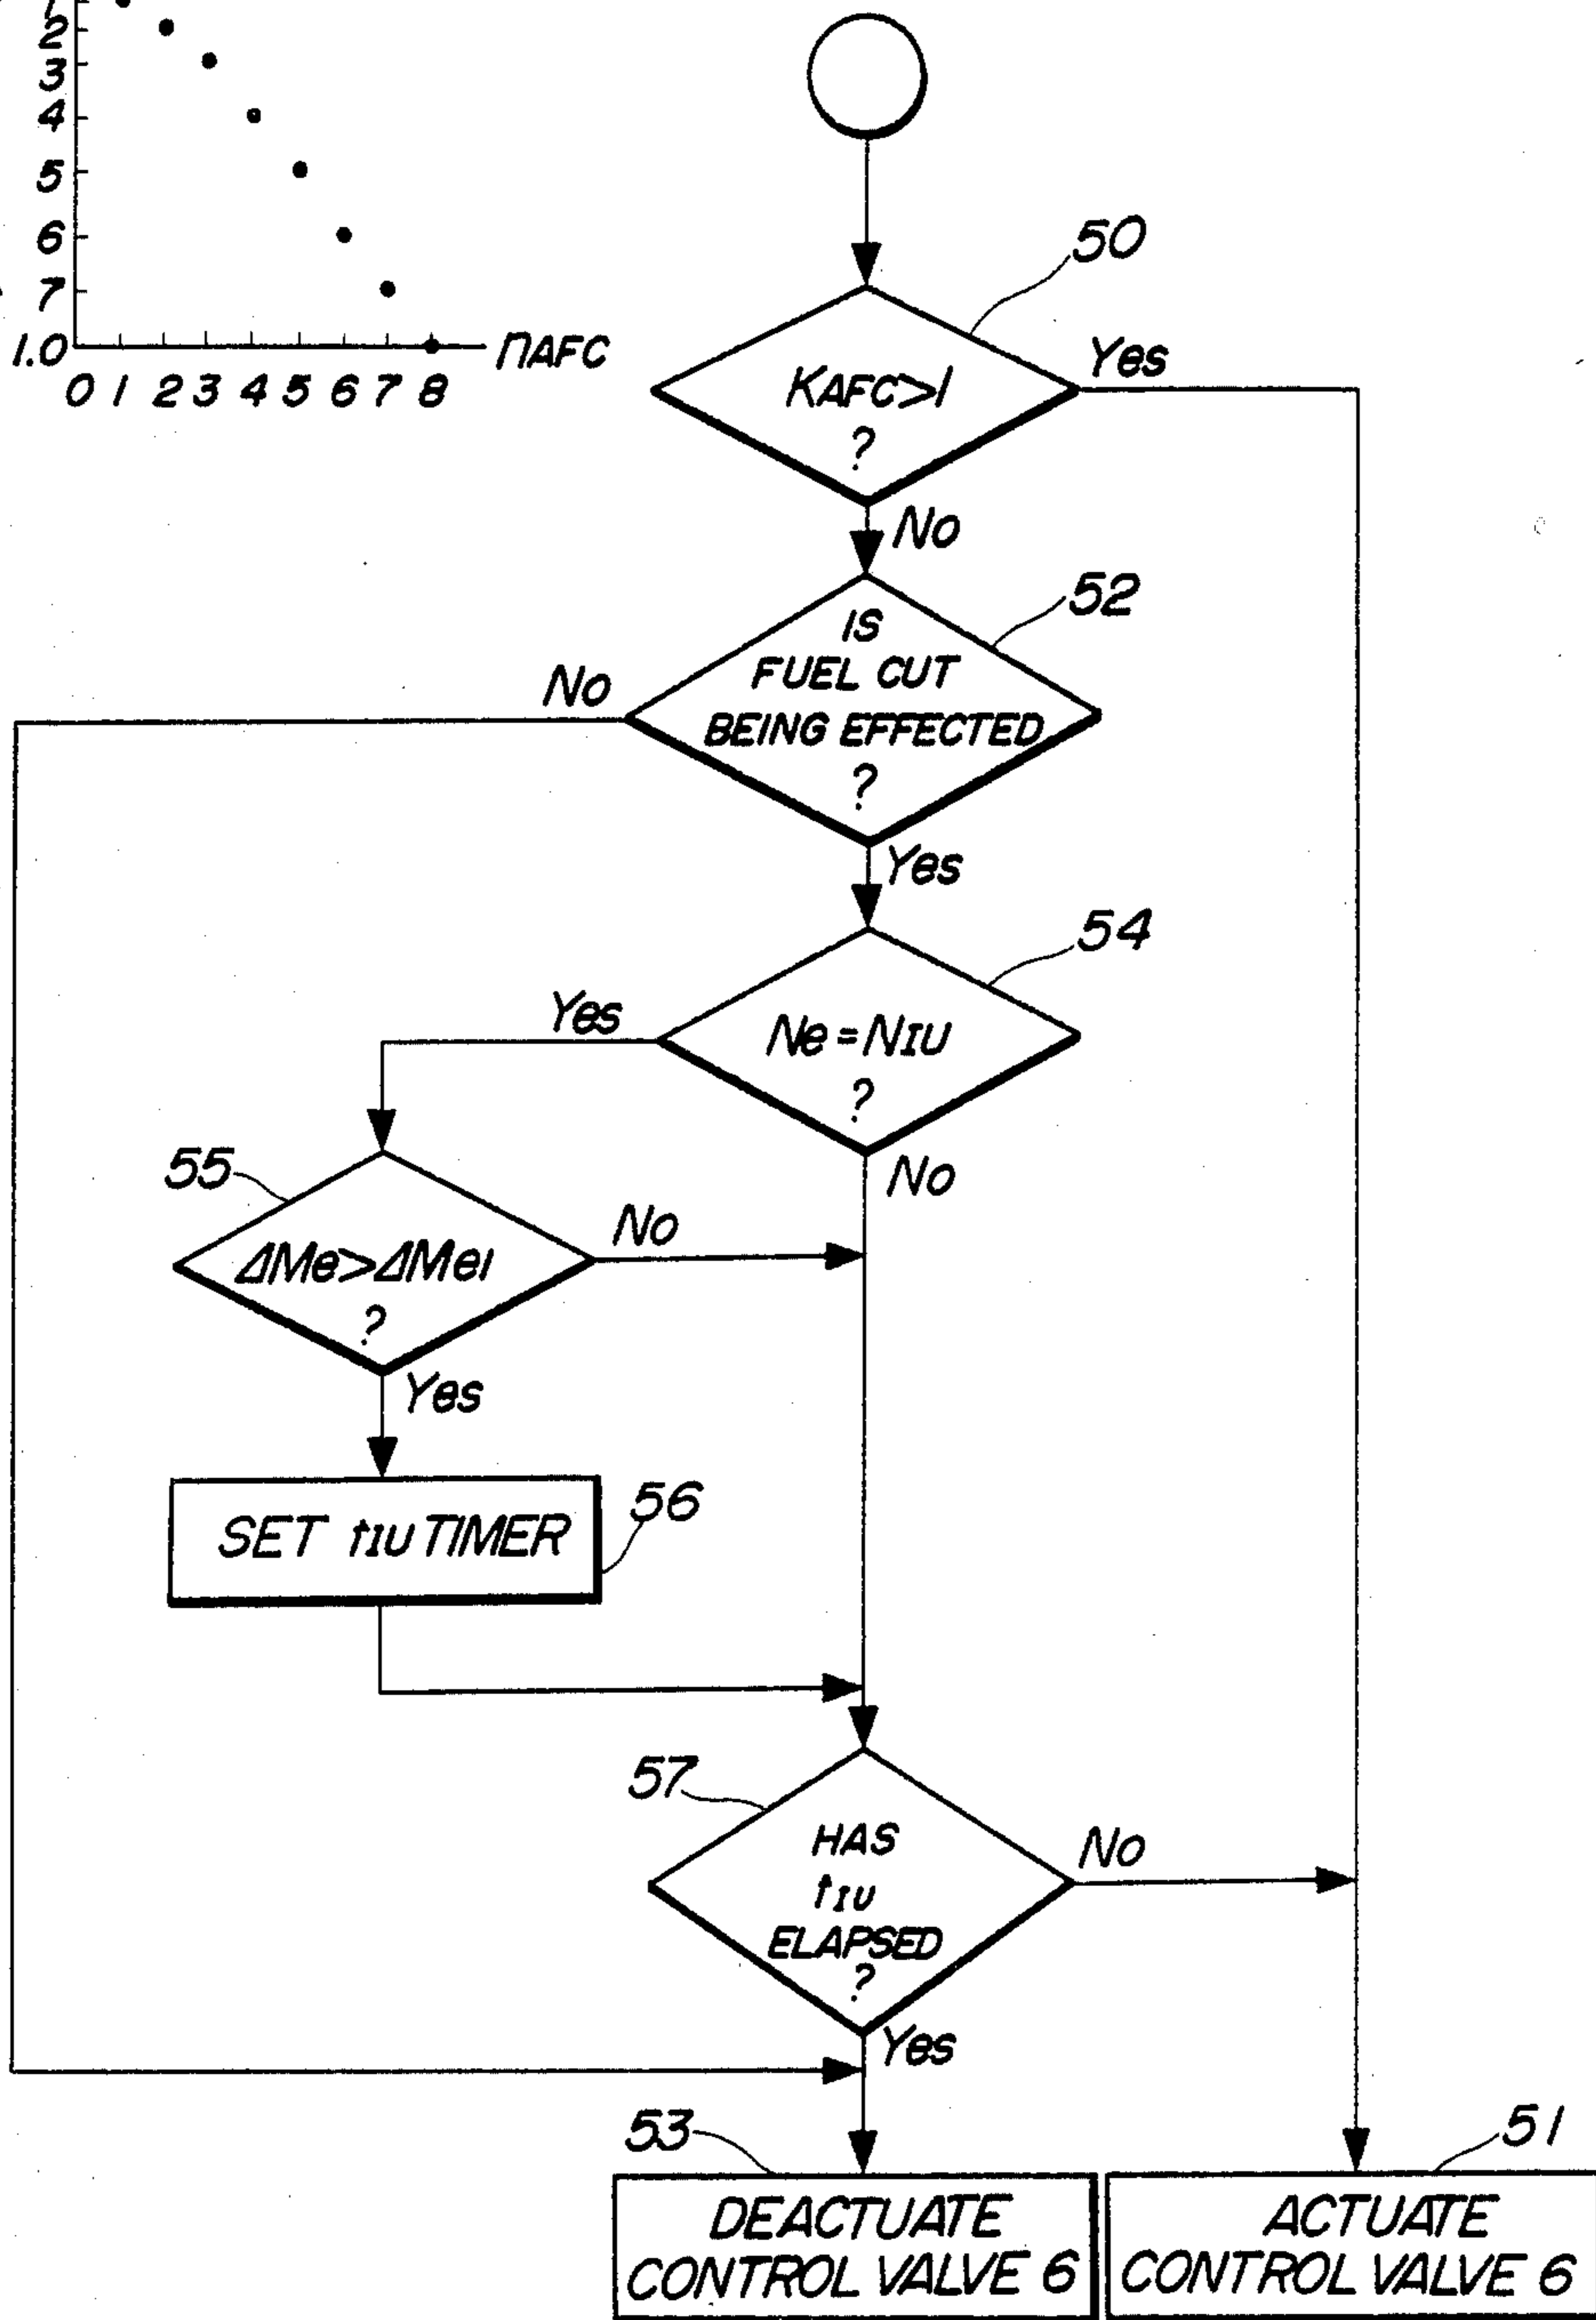 2
3
4
5
6
7
1.0
nAFC
0 1 2 3 4 5 6 7 8
50
KAFC>1
?
Yes
No
52
IS
FUEL CUT
BEING EFFECTED
?
No
Yes
54
Ne=NIU
?
Yes
No
55
ΔMe>ΔMe1
?
No
Yes
SET tIU TIMER
56
57
HAS
tIU
ELAPSED
?
No
Yes
53
DEACTUATE
CONTROL VALVE 6
51
ACTUATE
CONTROL VALVE 6